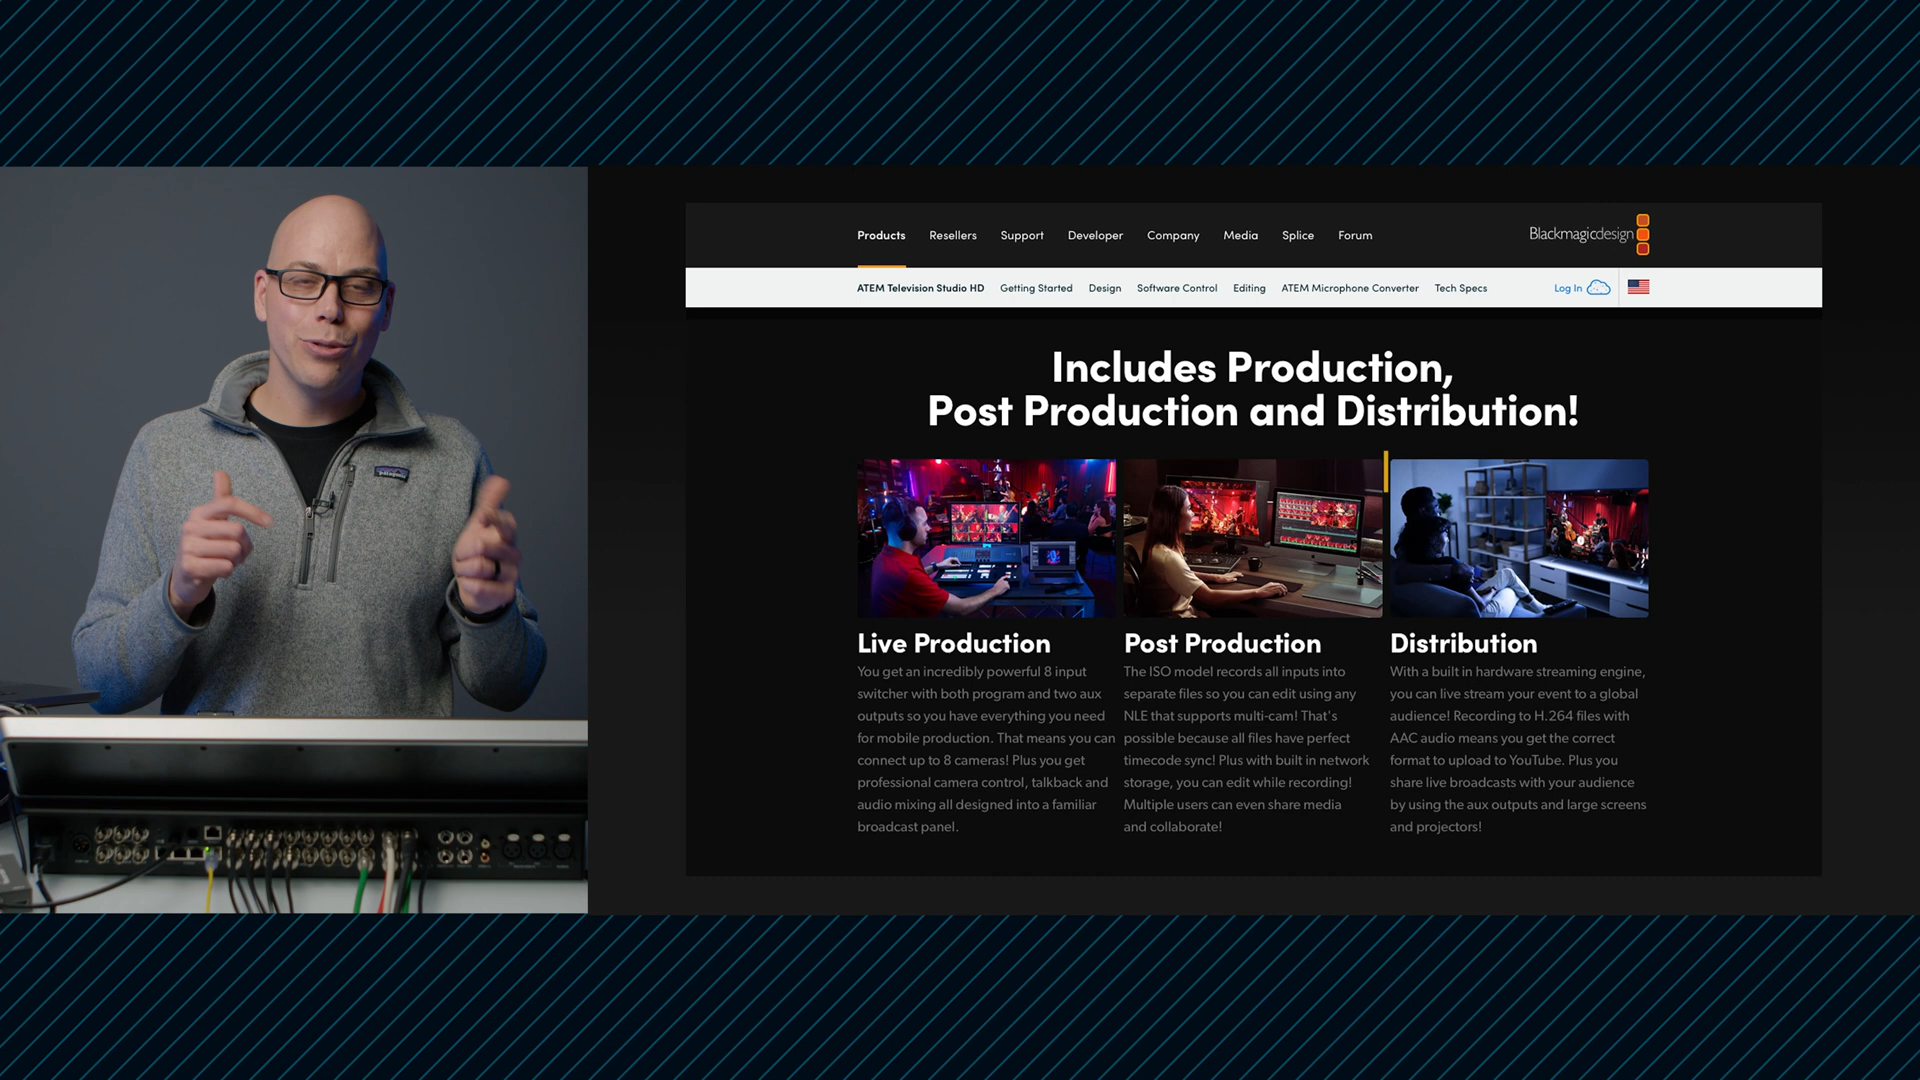 Products Resellers Support Developer Company Media Splice Forum
Blackmagicdesign
ATEM Television Studio HD Getting Started Design Software Control Editing ATEM Microphone Converter Tech Specs
Log In
Includes Production,
Post Production and Distribution!
Live Production
You get an incredibly powerful 8 input
switcher with both program and two aux
outputs so you have everything you need
for mobile production. That means you can
connect up to 8 cameras! Plus you get
professional camera control, talkback and
audio mixing all designed into a familiar
broadcast panel.
Post Production
The ISO model records all inputs into
separate files so you can edit using any
NLE that supports multi-cam! That's
possible because all files have perfect
timecode sync! Plus with built in network
storage, you can edit while recording!
Multiple users can even share media
and collaborate!
Distribution
With a built in hardware streaming engine,
you can live stream your event to a global
audience! Recording to H.264 files with
AAC audio means you get the correct
format to upload to YouTube. Plus you
share live broadcasts with your audience
by using the aux outputs and large screens
and projectors!
patagonia